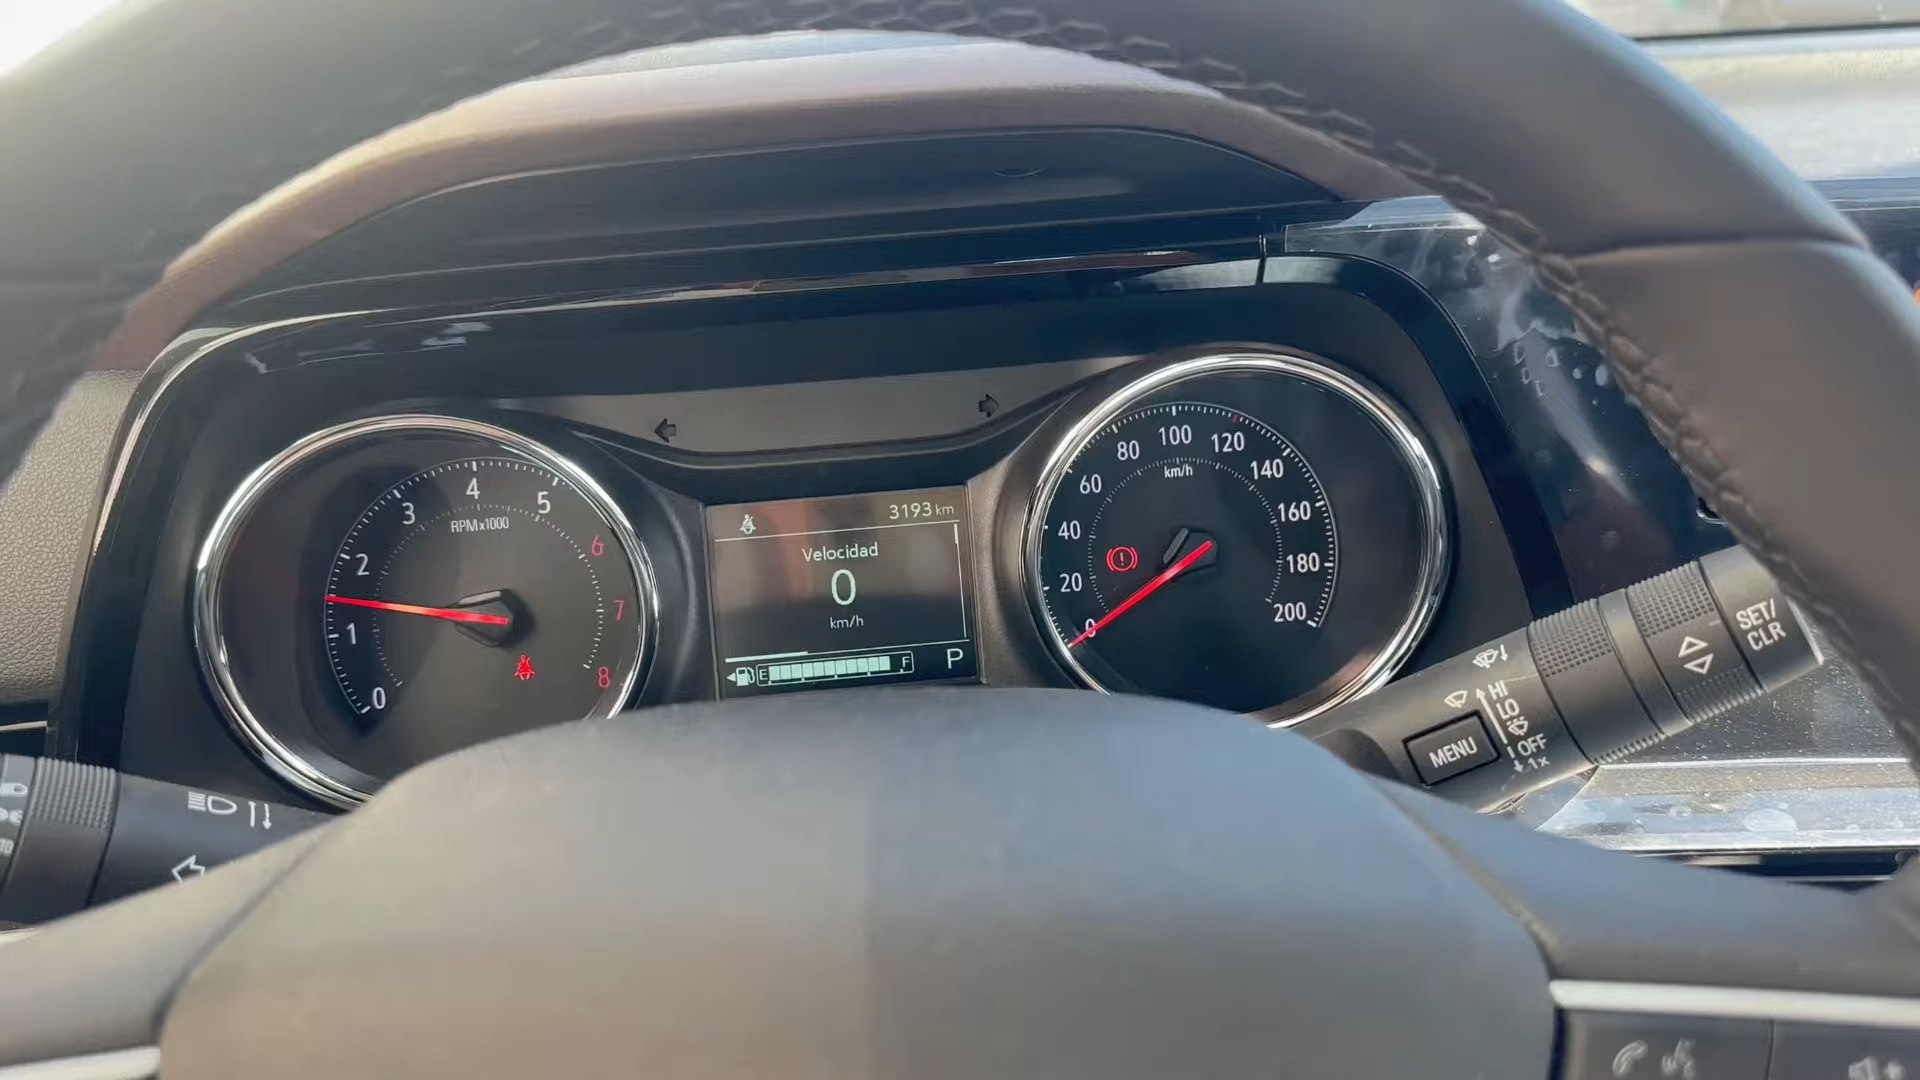 0 1 2 3 4 5 6 7 8
RPMx1000
3193 km
Velocidad
0
km/h
E F
P
0 20 40 60 80 100 120 140 160 180 200
km/h
HI
LO
OFF
1x
MENU
SET/
CLR